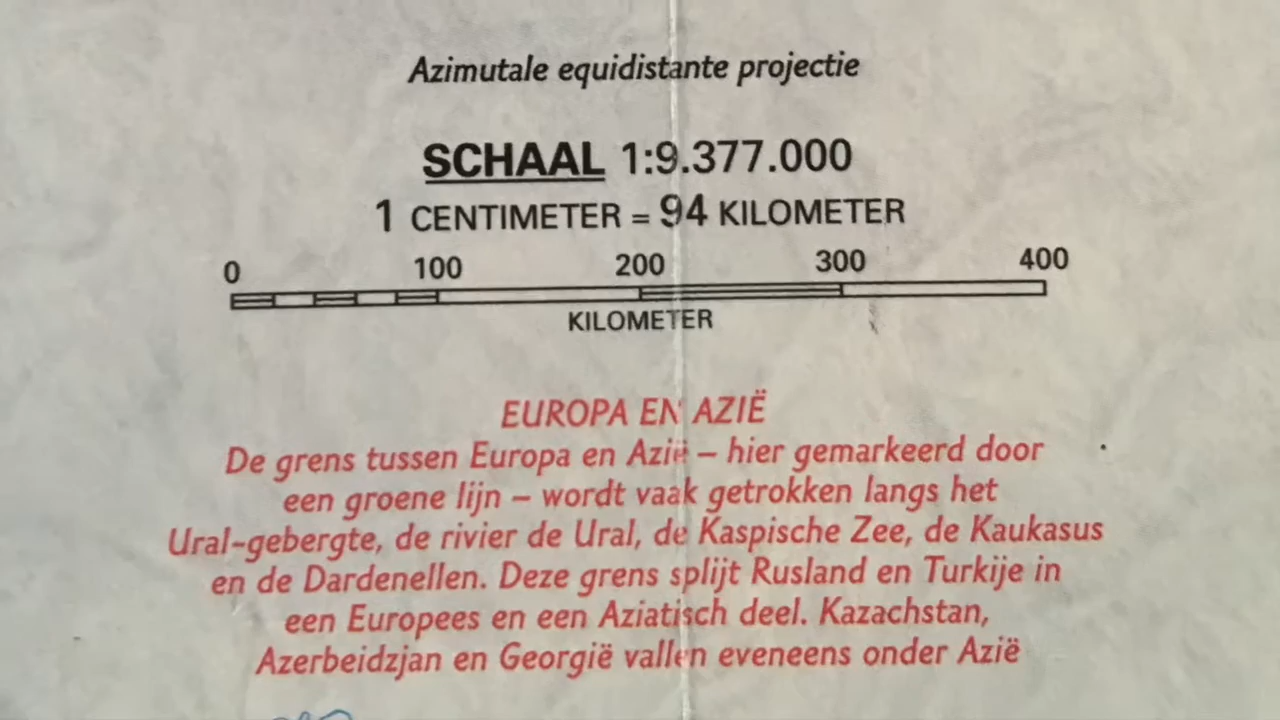 Azimutale equidistante projectie
SCHAAL 1:9.377.000
1 CENTIMETER = 94 KILOMETER
0 100 200 300 400
KILOMETER
EUROPA EN AZIË
De grens tussen Europa en Azië – hier gemarkeerd door
een groene lijn – wordt vaak getrokken langs het
Ural-gebergte, de rivier de Ural, de Kaspische Zee, de Kaukasus
en de Dardenellen. Deze grens splijt Rusland en Turkije in
een Europees en een Aziatisch deel. Kazachstan,
Azerbeidzjan en Georgië vallen eveneens onder Azië